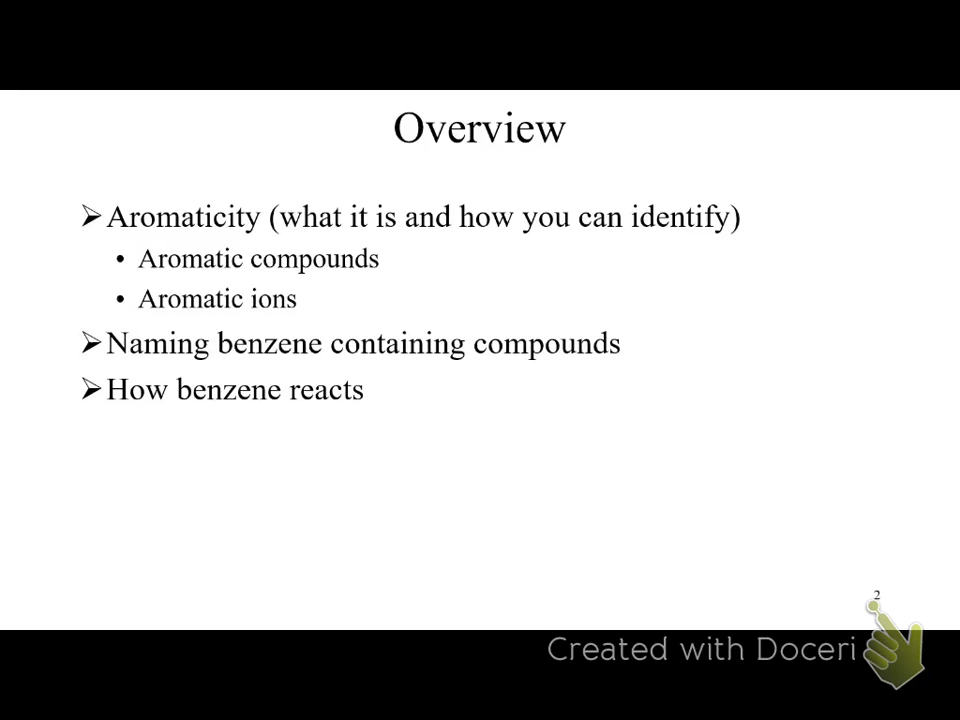 Overview
➢ Aromaticity (what it is and how you can identify)
• Aromatic compounds
• Aromatic ions
➢ Naming benzene containing compounds
➢ How benzene reacts
2
Created with Doceri